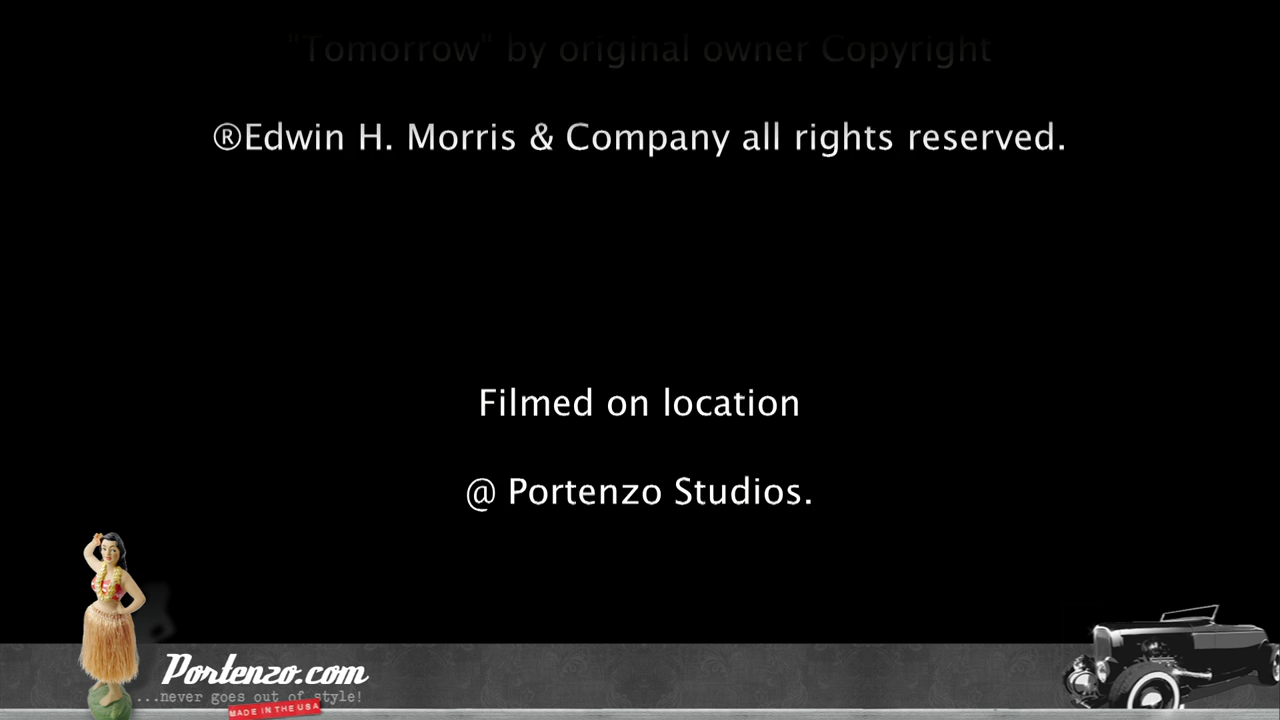 "Tomorrow" by original owner Copyright
®Edwin H. Morris & Company all rights reserved.
Filmed on location
@ Portenzo Studios.
Portenzo.com
...never goes out of style!
MADE IN THE USA